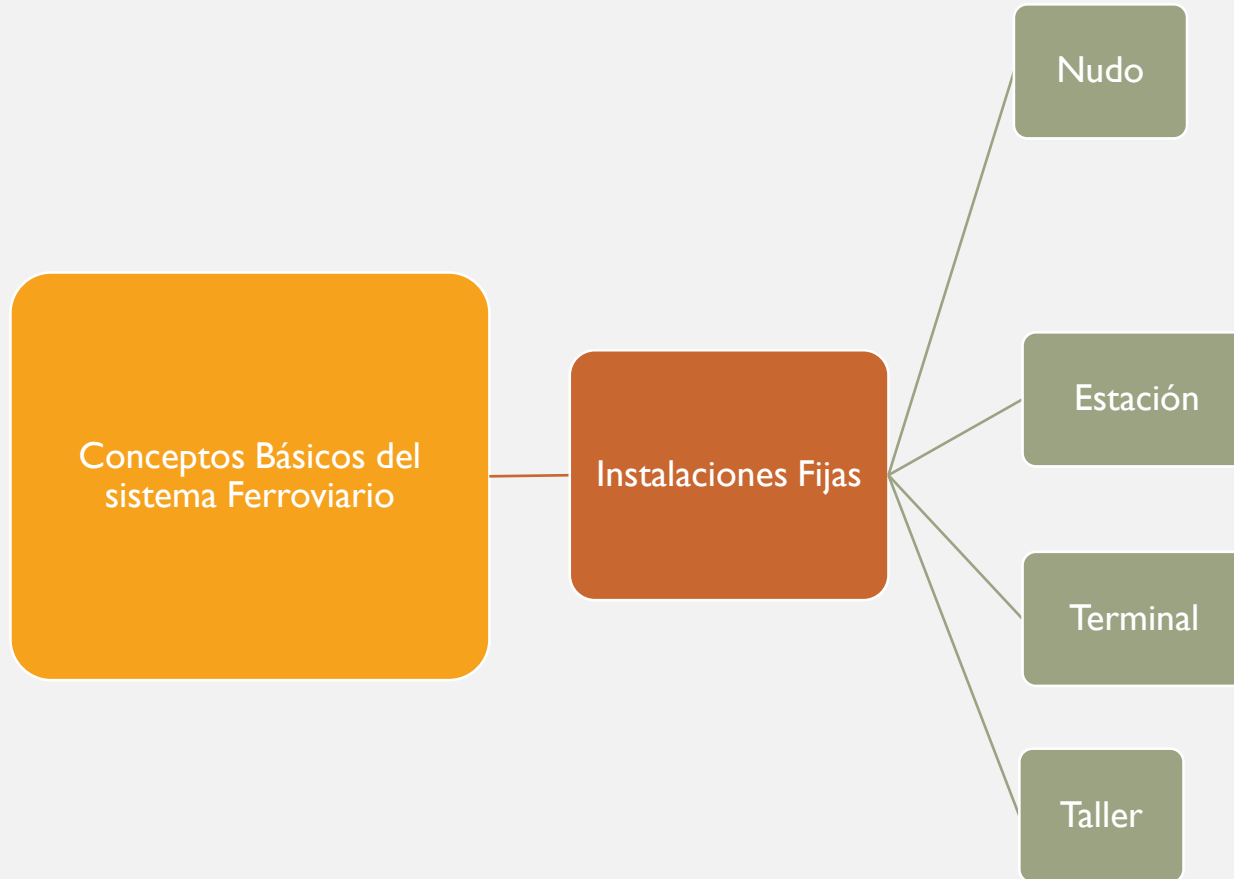 Nudo
Estación
Conceptos Básicos del
sistema Ferroviario
Instalaciones Fijas
Terminal
Taller